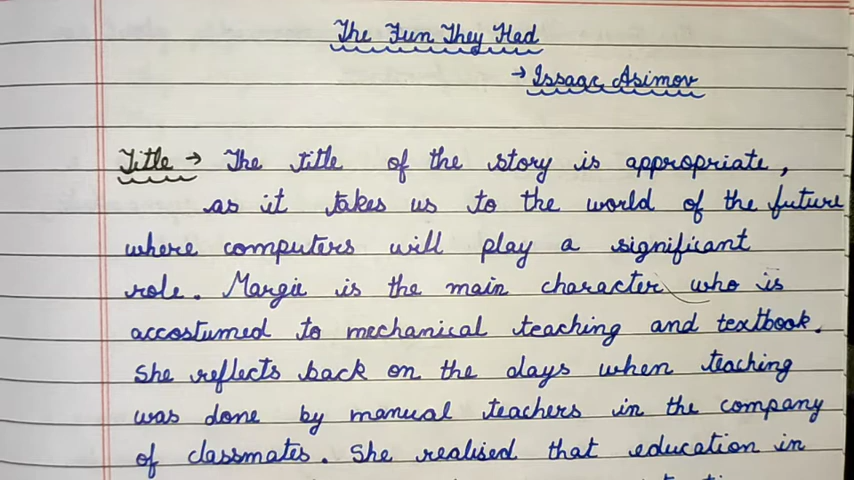 The Fun They Had
→ Issaac Asimov
Title → The title of the story is appropriate,
as it takes us to the world of the future
where computers will play a significant
role. Margie is the main character who is
accostumed to mechanical teaching and textbook.
She reflects back on the days when teaching
was done by manual teachers in the company
of classmates. She realised that education in